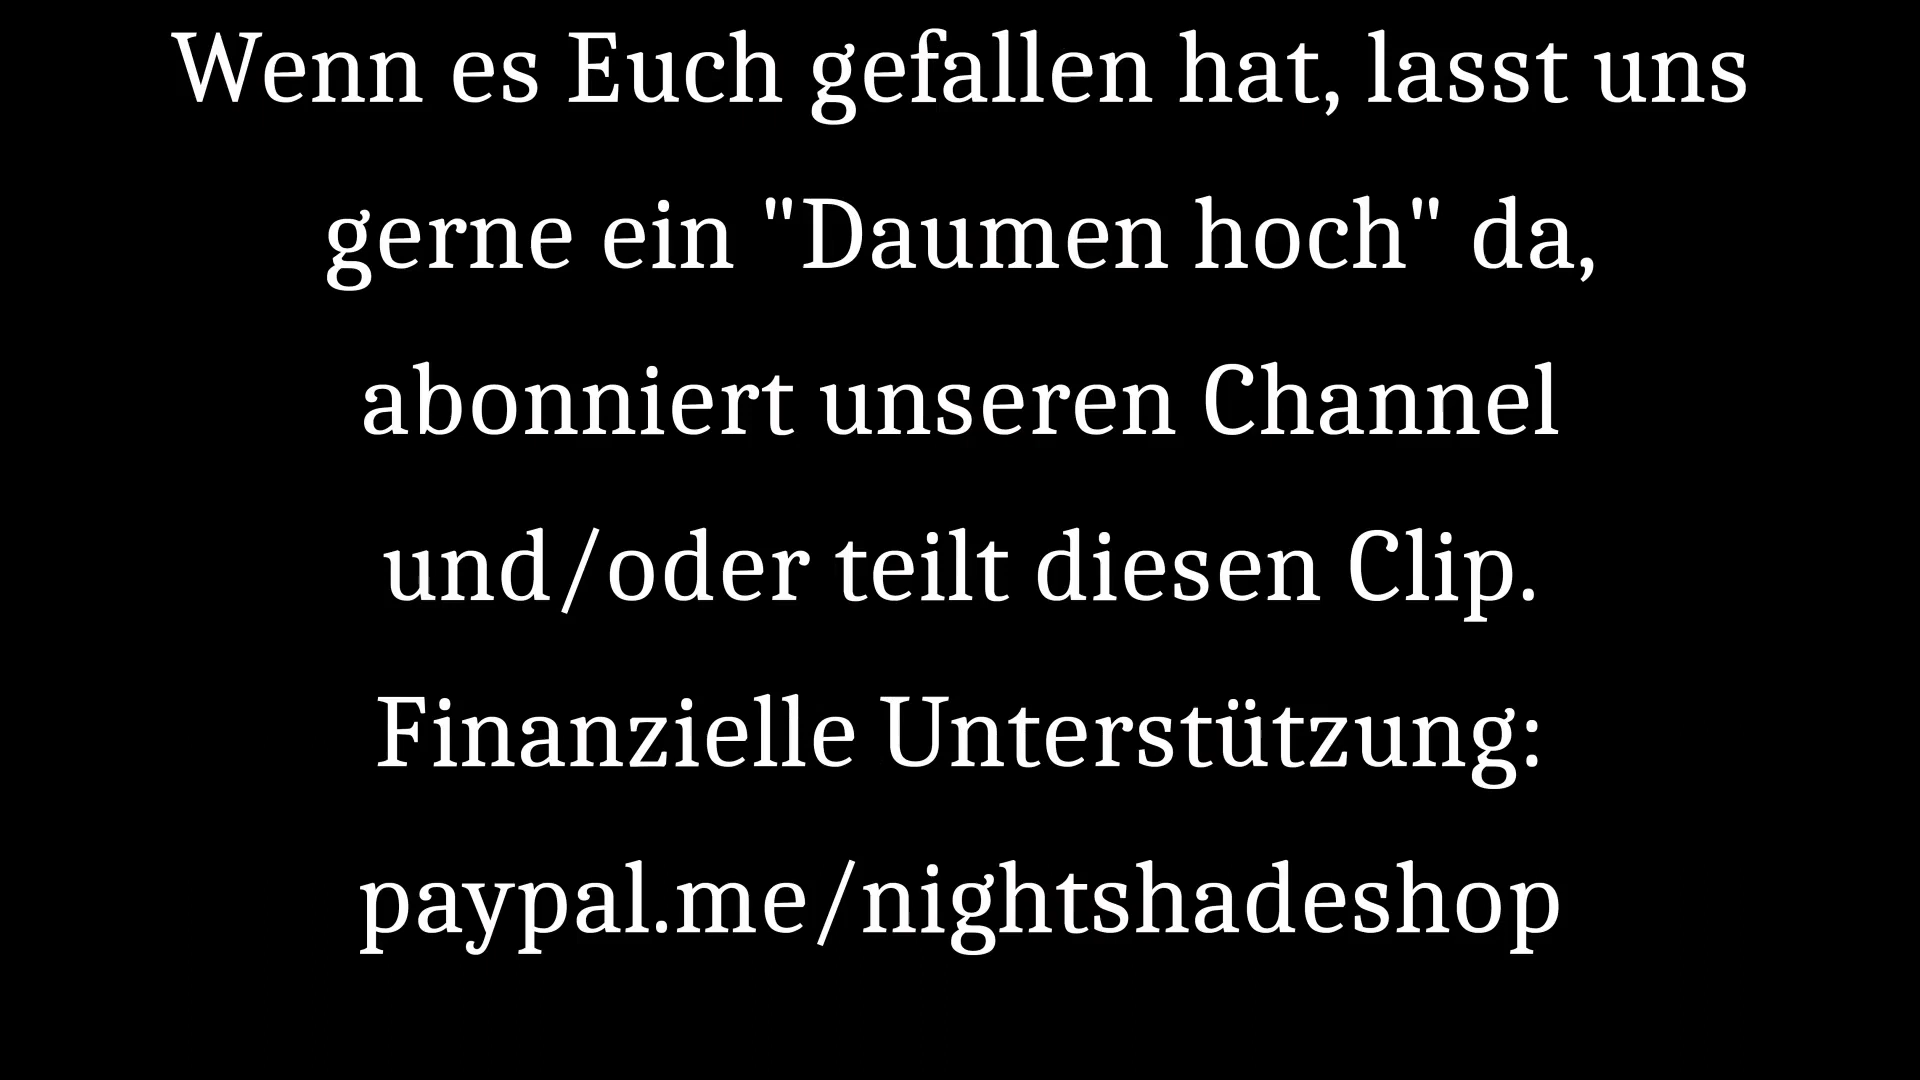 Wenn es Euch gefallen hat, lasst uns
gerne ein "Daumen hoch" da,
abonniert unseren Channel
und/oder teilt diesen Clip.
Finanzielle Unterstützung:
paypal.me/nightshadeshop